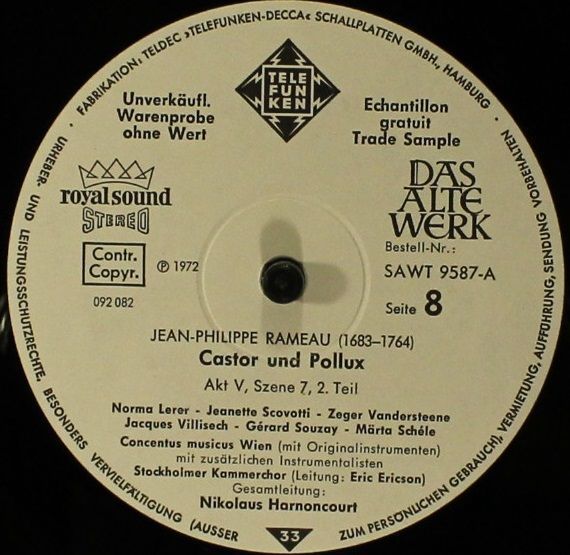 FABRIKATION: TELDEC ›TELEFUNKEN-DECCA‹ SCHALLPLATTEN GMBH., HAMBURG · URHEBER- UND LEISTUNGSSCHUTZRECHTE, BESONDERS VERVIELFÄLTIGUNG (AUSSER ZUM PERSÖNLICHEN GEBRAUCH), VERMIETUNG, AUFFÜHRUNG, SENDUNG VORBEHALTEN ·
TELE
FUN
KEN
Unverkäufl.
Warenprobe
ohne Wert
Echantillon
gratuit
Trade Sample
royal sound
STEREO
DAS
ALTE
WERK
Contr.
Copyr.
℗ 1972
092 082
Bestell-Nr.:
SAWT 9587-A
Seite 8
JEAN-PHILIPPE RAMEAU (1683–1764)
Castor und Pollux
Akt V, Szene 7, 2. Teil
Norma Lerer - Jeanette Scovotti - Zeger Vandersteene
Jacques Villisech - Gérard Souzay - Märta Schéle
Concentus musicus Wien (mit Originalinstrumenten)
mit zusätzlichen Instrumentalisten
Stockholmer Kammerchor (Leitung: Eric Ericson)
Gesamtleitung:
Nikolaus Harnoncourt
33